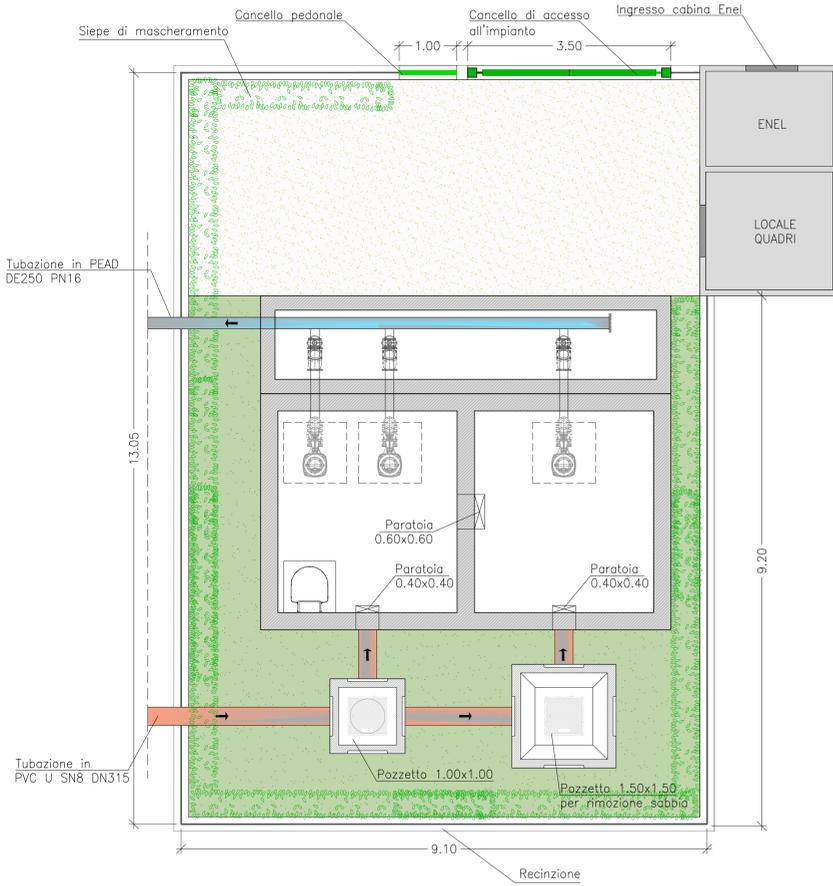 Ingresso cabina Enel
Cancello pedonale
Cancello di accesso
all'impianto
Siepe di mascheramento
1.00
3.50
ENEL
LOCALE
QUADRI
Tubazione in PEAD
DE250 PN16
13.05
Paratoia
0.60x0.60
Paratoia
0.40x0.40
Paratoia
0.40x0.40
9.20
Tubazione in
PVC U SN8 DN315
Pozzetto 1.00x1.00
Pozzetto 1.50x1.50
per rimozione sabbia
9.10
Recinzione